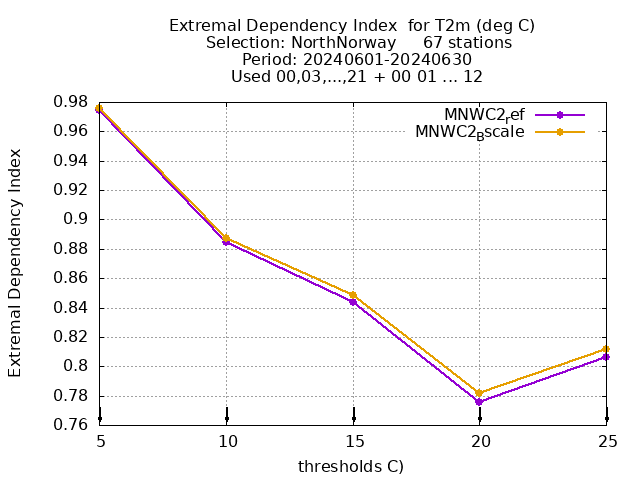 Extremal Dependency Index  for T2m (deg C)
Selection: NorthNorway     67 stations
Period: 20240601-20240630
Used 00,03,...,21 + 00 01 ... 12
MNWC2ref
MNWC2Bscale
0.98
0.96
0.94
0.92
0.9
0.88
0.86
0.84
0.82
0.8
0.78
0.76
Extremal Dependency Index
5 10 15 20 25
thresholds C)